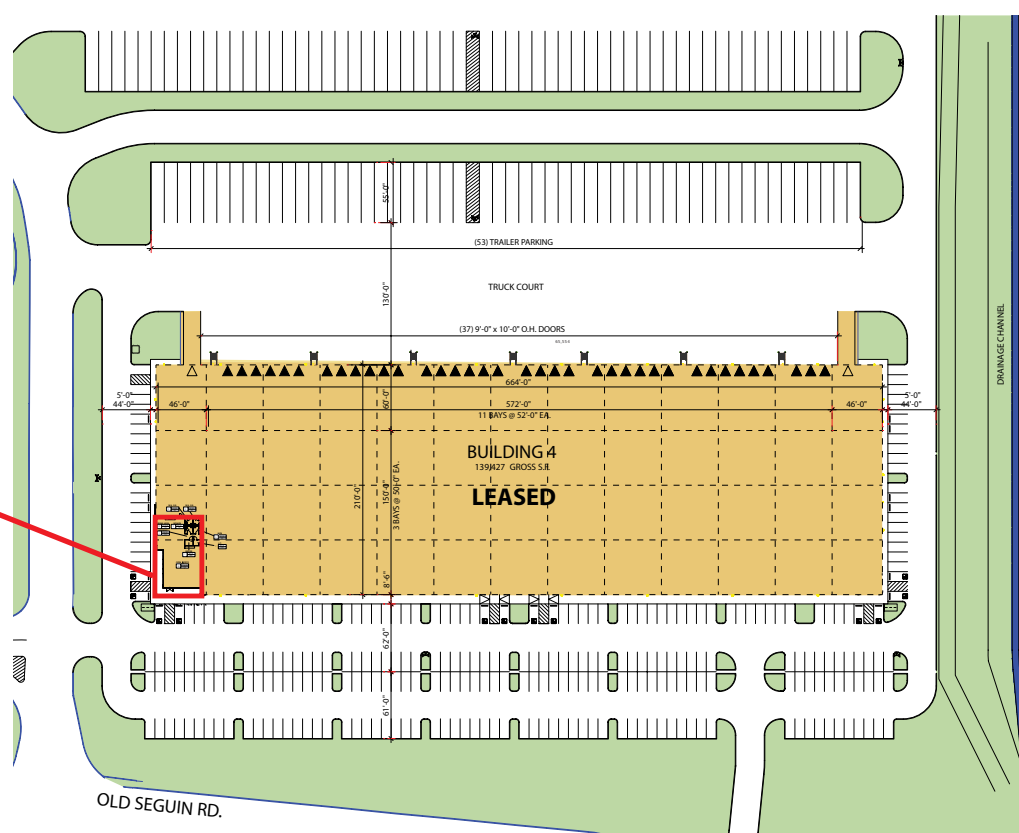 55'-0"
(53) TRAILER PARKING
TRUCK COURT
130'-0"
(37) 9'-0" x 10'-0" O.H. DOORS
DRAINAGE CHANNEL
664'-0"
5'-0"
44'-0"
46'-0"
60'-0"
572'-0"
11 BAYS @ 52'-0" EA.
46'-0"
5'-0"
44'-0"
BUILDING 4
139,427 GROSS S.F.
LEASED
210'-0"
150'-0"
3 BAYS @ 50'-0" EA.
8'-6"
62'-0"
61'-0"
OLD SEGUIN RD.